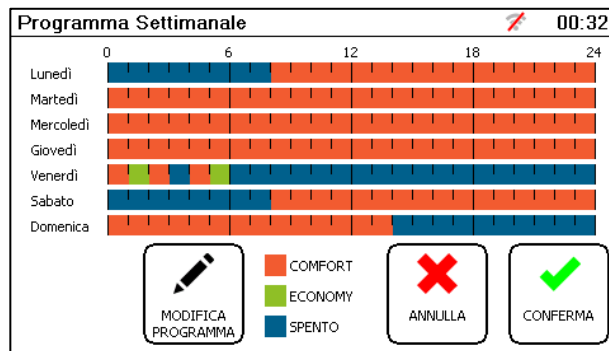 Programma Settimanale 00:32
0 6 12 18 24
Lunedì
Martedì
Mercoledì
Giovedì
Venerdì
Sabato
Domenica
COMFORT
ECONOMY
SPENTO
MODIFICA
PROGRAMMA
ANNULLA
CONFERMA